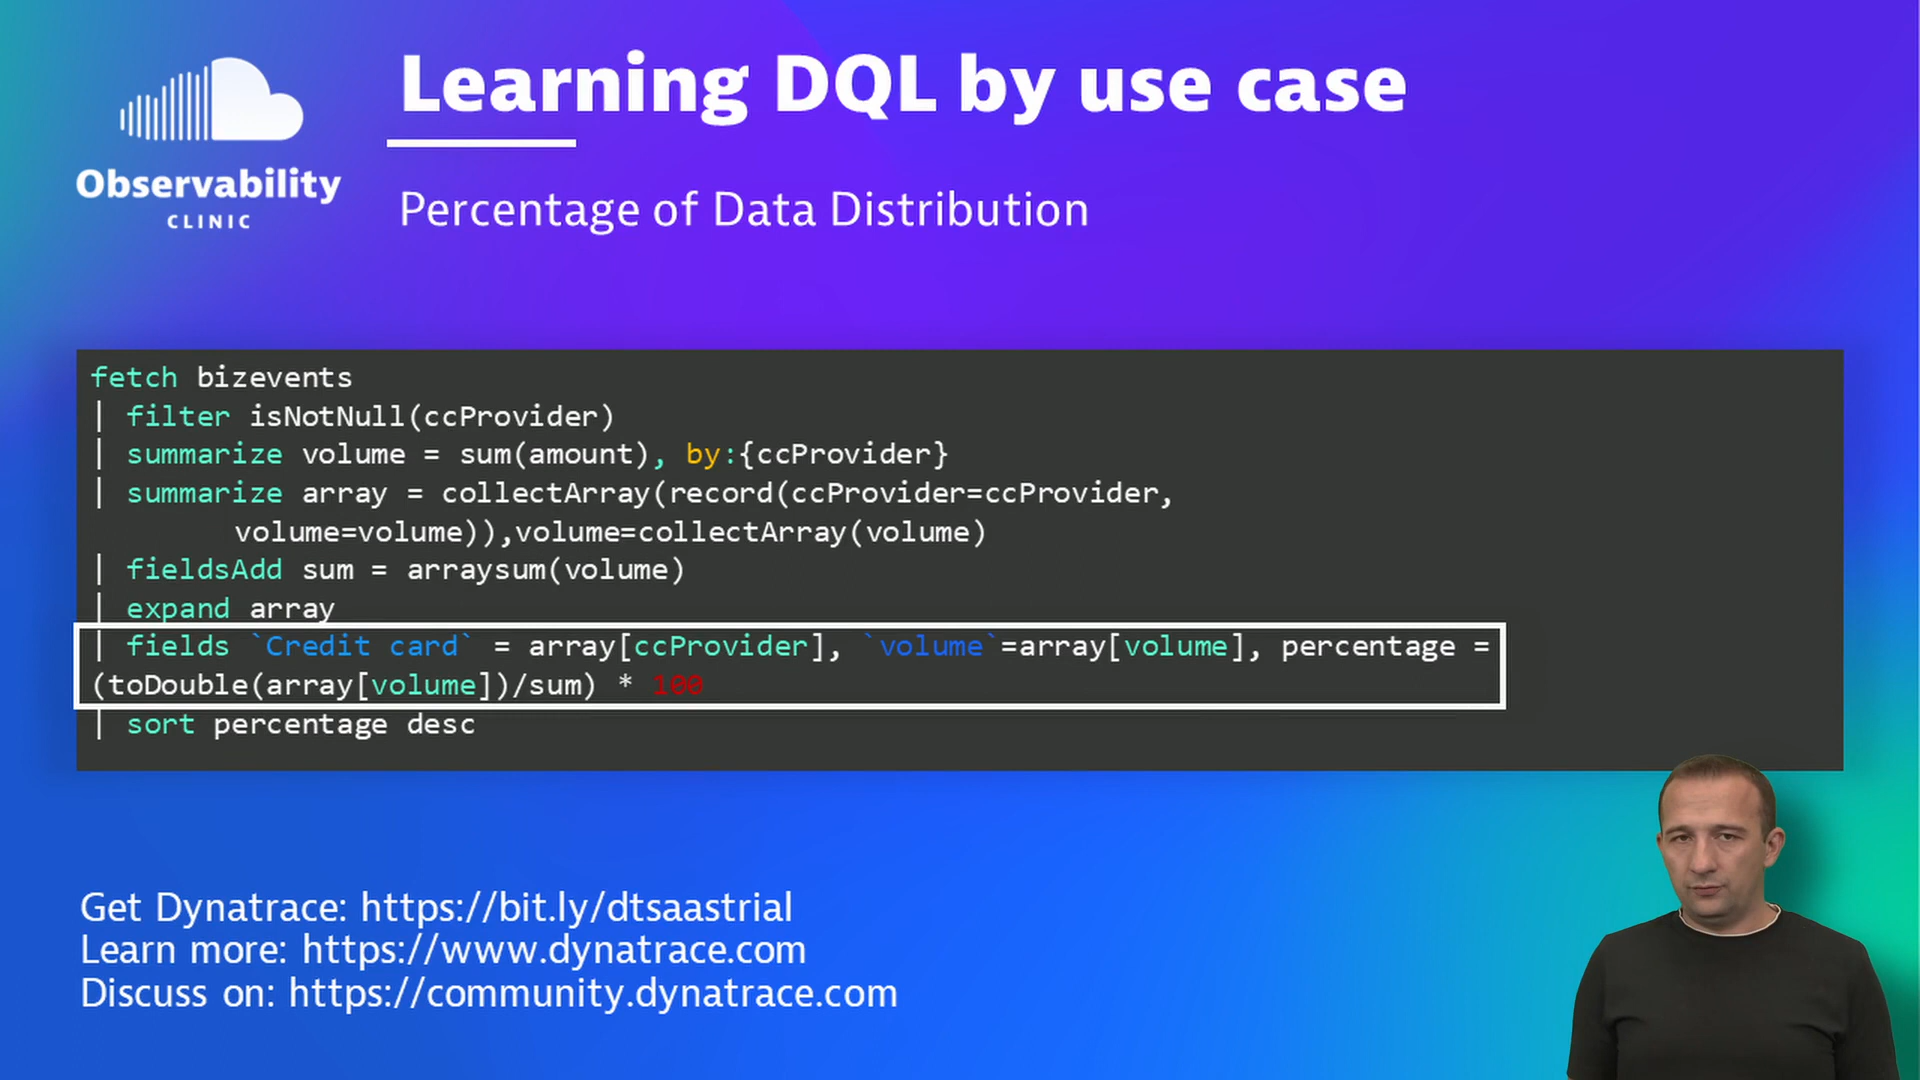 Observability
CLINIC
Learning DQL by use case
Percentage of Data Distribution
fetch bizevents
| filter isNotNull(ccProvider)
| summarize volume = sum(amount), by:{ccProvider}
| summarize array = collectArray(record(ccProvider=ccProvider,
volume=volume)),volume=collectArray(volume)
| fieldsAdd sum = arraysum(volume)
| expand array
| fields `Credit card` = array[ccProvider], `volume`=array[volume], percentage =
(toDouble(array[volume])/sum) * 100
| sort percentage desc
Get Dynatrace: https://bit.ly/dtsaastrial
Learn more: https://www.dynatrace.com
Discuss on: https://community.dynatrace.com